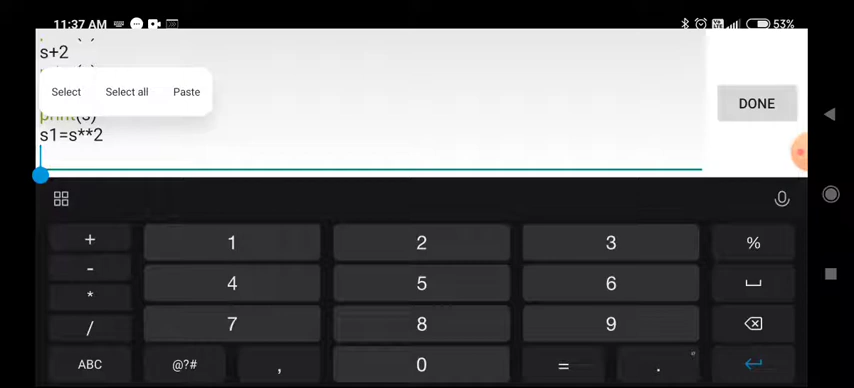 11:37 AM 53%
s+2
Select Select all Paste
DONE
print(s)
s1=s**2
+ 1 2 3 %
- 4 5 6
*
/ 7 8 9
ABC @?# , 0 = .